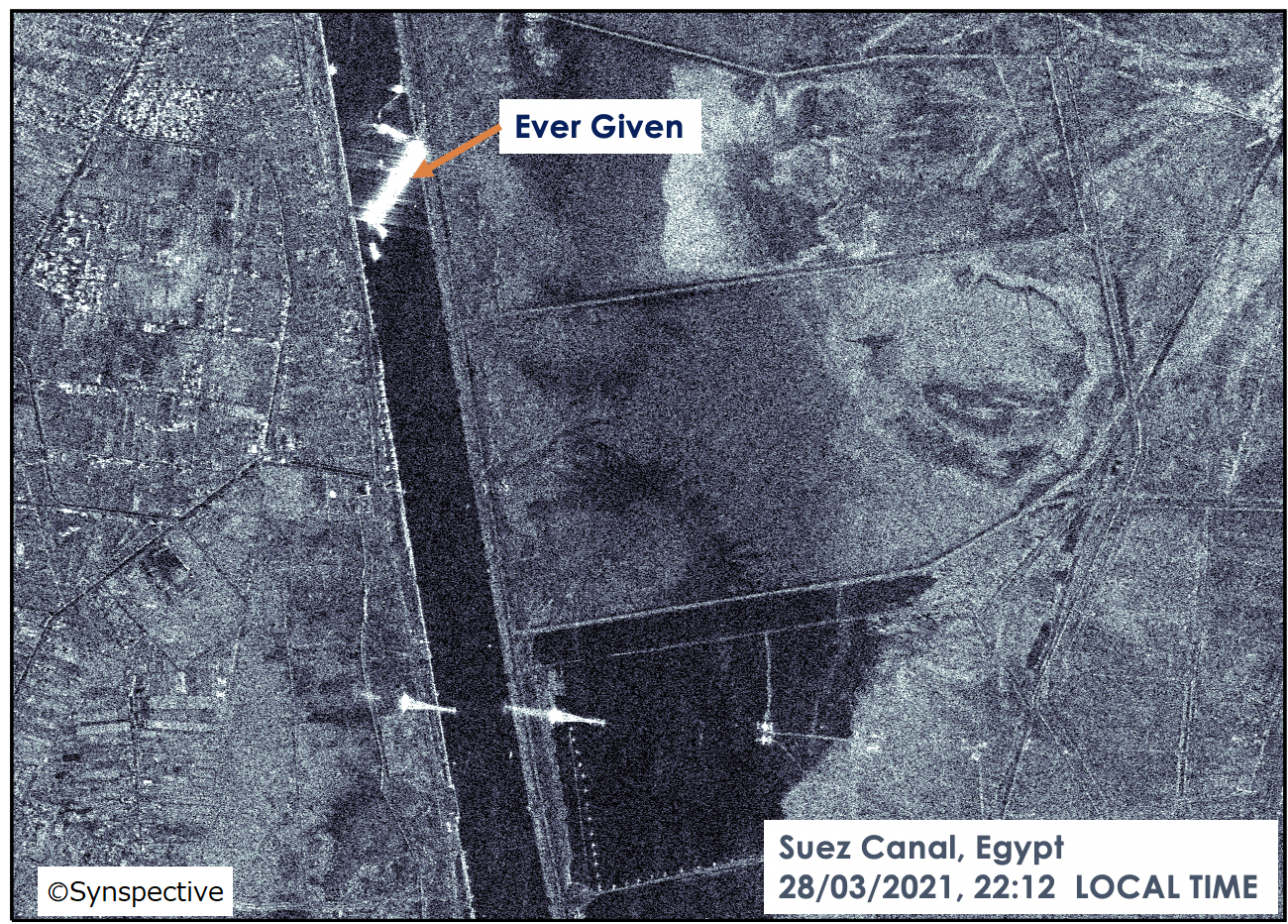 Ever Given
Suez Canal, Egypt
28/03/2021, 22:12 LOCAL TIME
©Synspective